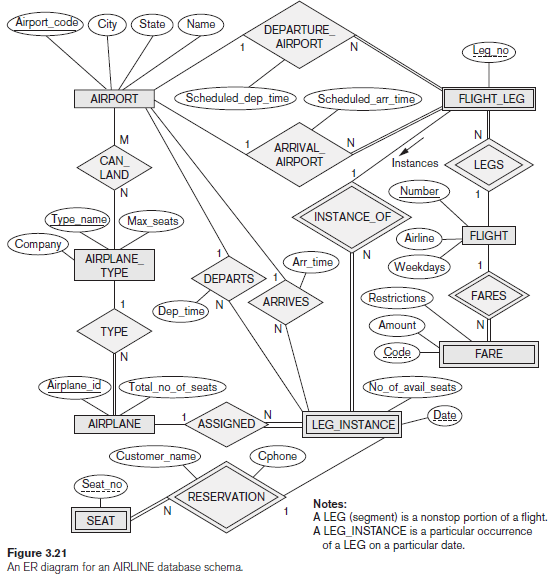 Airport_code City State Name
DEPARTURE_
AIRPORT
1 N
Leg_no
AIRPORT
Scheduled_dep_time Scheduled_arr_time
FLIGHT_LEG
M
1 ARRIVAL_
AIRPORT N
Instances
N
CAN_
LAND
1
LEGS
N
Number
1
Type_name Max_seats
INSTANCE_OF
Company
Airline
FLIGHT
AIRPLANE_
TYPE
1 1
N
Weekdays
1
Arr_time
DEPARTS
ARRIVES
1
Restrictions
FARES
Dep_time
N N
TYPE
Amount
N
N
Code
FARE
Airplane_id Total_no_of_seats
No_of_avail_seats
AIRPLANE
1 ASSIGNED N
LEG_INSTANCE
Date
Customer_name Cphone
Seat_no
RESERVATION
SEAT
N 1
Notes:
A LEG (segment) is a nonstop portion of a flight.
A LEG_INSTANCE is a particular occurrence
of a LEG on a particular date.
Figure 3.21
An ER diagram for an AIRLINE database schema.